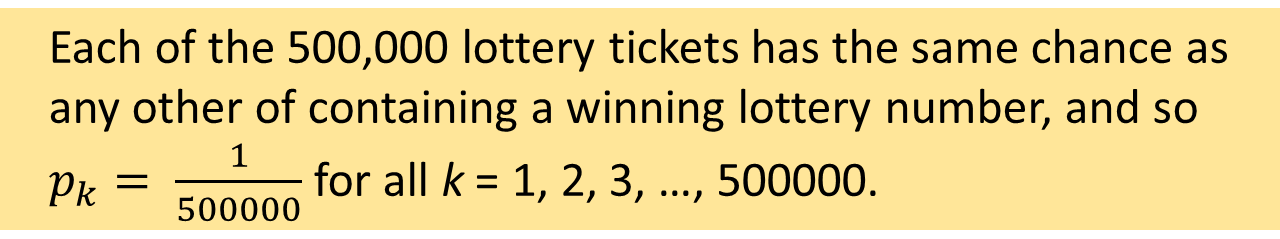 Each of the 500,000 lottery tickets has the same chance as
any other of containing a winning lottery number, and so
𝑝𝑘 = 1/500000 for all k = 1, 2, 3, …, 500000.